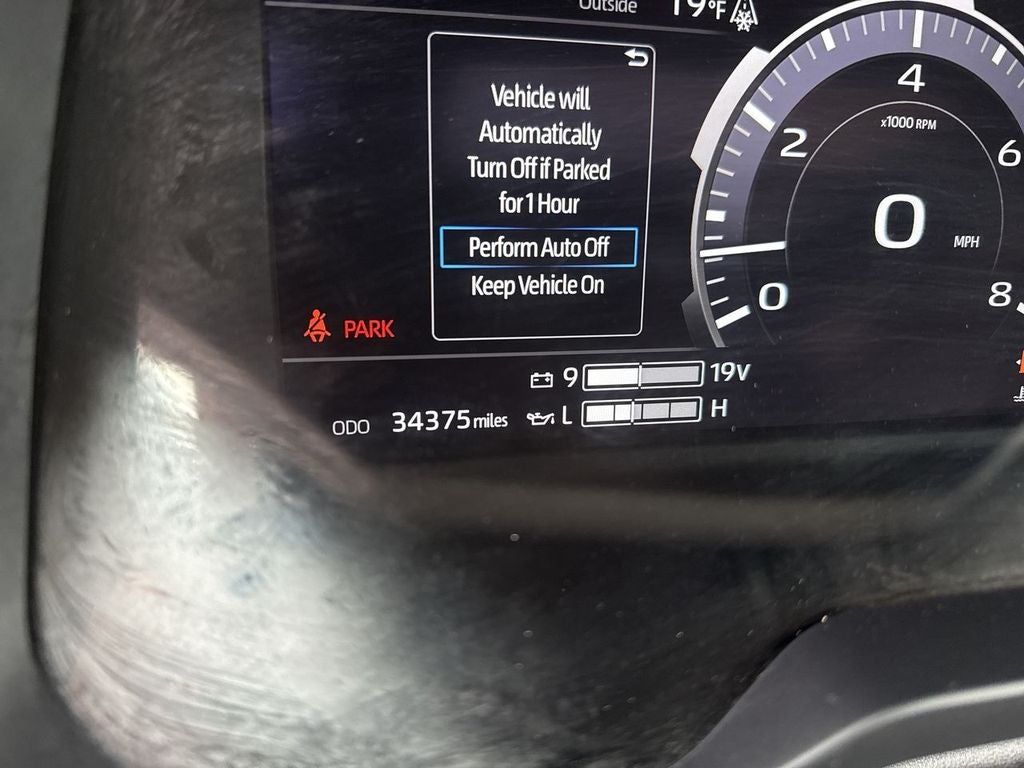 Outside 19°F
Vehicle will
Automatically
Turn Off if Parked
for 1 Hour
Perform Auto Off
Keep Vehicle On
4
x1000 RPM
2
6
0
MPH
0
8
PARK
9 19V
ODO 34375 miles L H